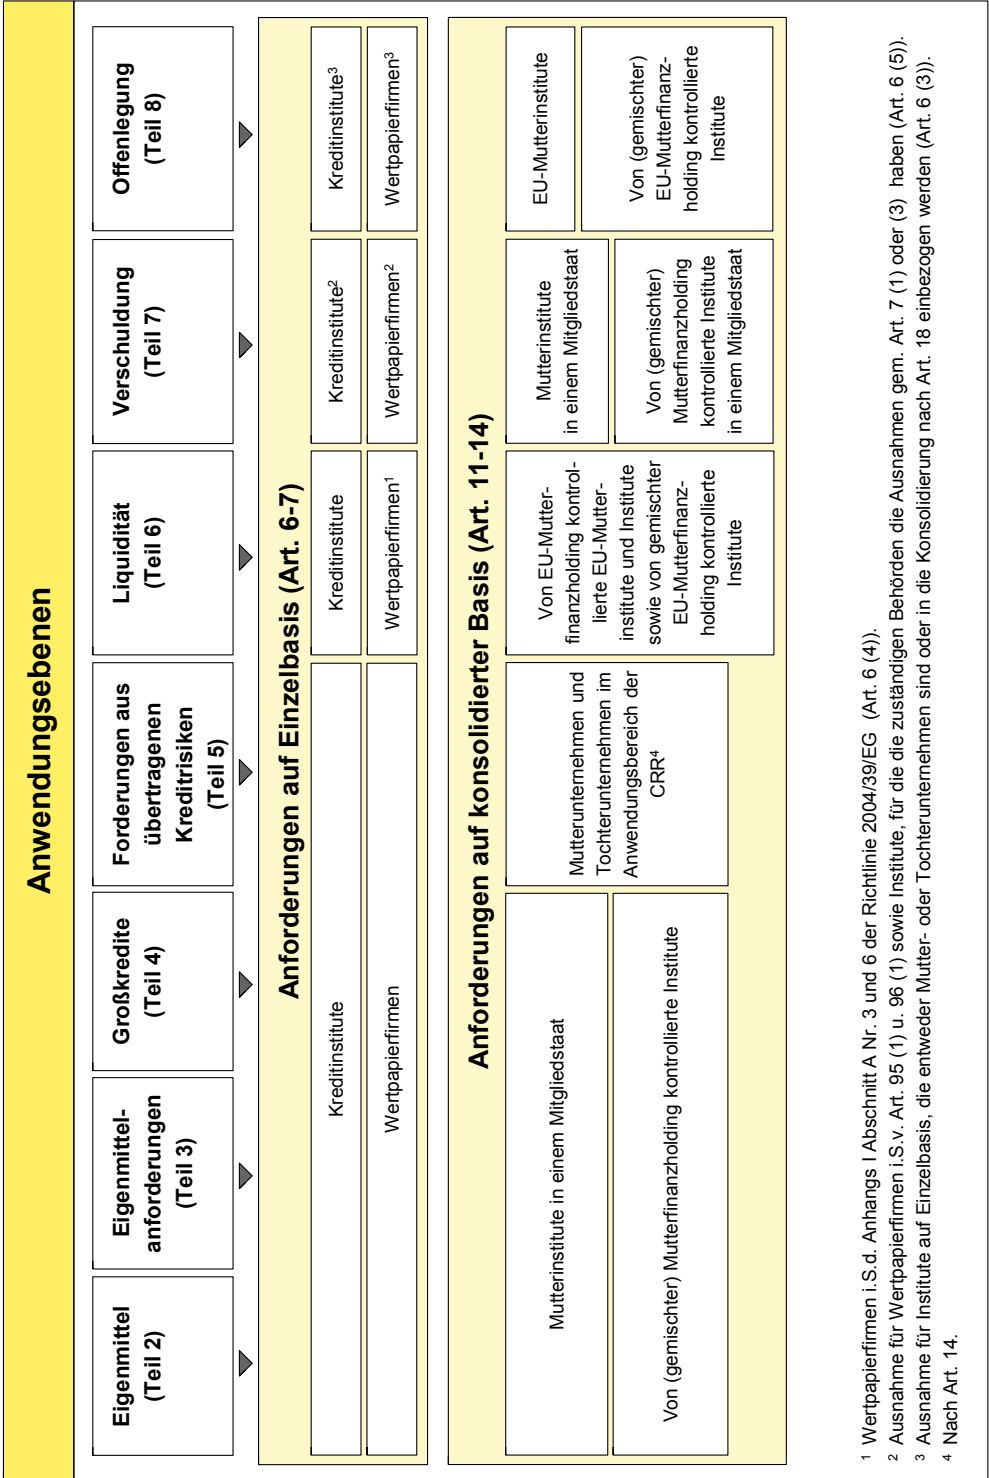 Anwendungsebenen
Eigenmittel
(Teil 2)
Eigenmittel-
anforderungen
(Teil 3)
Großkredite
(Teil 4)
Forderungen aus
übertragenen
Kreditrisiken
(Teil 5)
Liquidität
(Teil 6)
Verschuldung
(Teil 7)
Offenlegung
(Teil 8)
Anforderungen auf Einzelbasis (Art. 6-7)
Kreditinstitute
Kreditinstitute
Kreditinstitute²
Kreditinstitute³
Wertpapierfirmen
Wertpapierfirmen¹
Wertpapierfirmen²
Wertpapierfirmen³
Anforderungen auf konsolidierter Basis (Art. 11-14)
Mutterinstitute in einem Mitgliedstaat
Von (gemischter) Mutterfinanzholding kontrollierte Institute
Mutterunternehmen und
Tochterunternehmen im
Anwendungsbereich der
CRR⁴
Von EU-Mutter-
finanzholding kontrol-
lierte EU-Mutter-
institute und Institute
sowie von gemischter
EU-Mutterfinanz-
holding kontrollierte
Institute
Mutterinstitute
in einem Mitgliedstaat
Von (gemischter)
Mutterfinanzholding
kontrollierte Institute
in einem Mitgliedstaat
EU-Mutterinstitute
Von (gemischter)
EU-Mutterfinanz-
holding kontrollierte
Institute
¹ Wertpapierfirmen i.S.d. Anhangs I Abschnitt A Nr. 3 und 6 der Richtlinie 2004/39/EG (Art. 6 (4)).
² Ausnahme für Wertpapierfirmen i.S.v. Art. 95 (1) u. 96 (1) sowie Institute, für die die zuständigen Behörden die Ausnahmen gem. Art. 7 (1) oder (3) haben (Art. 6 (5)).
³ Ausnahme für Institute auf Einzelbasis, die entweder Mutter- oder Tochterunternehmen sind oder in die Konsolidierung nach Art. 18 einbezogen werden (Art. 6 (3)).
⁴ Nach Art. 14.